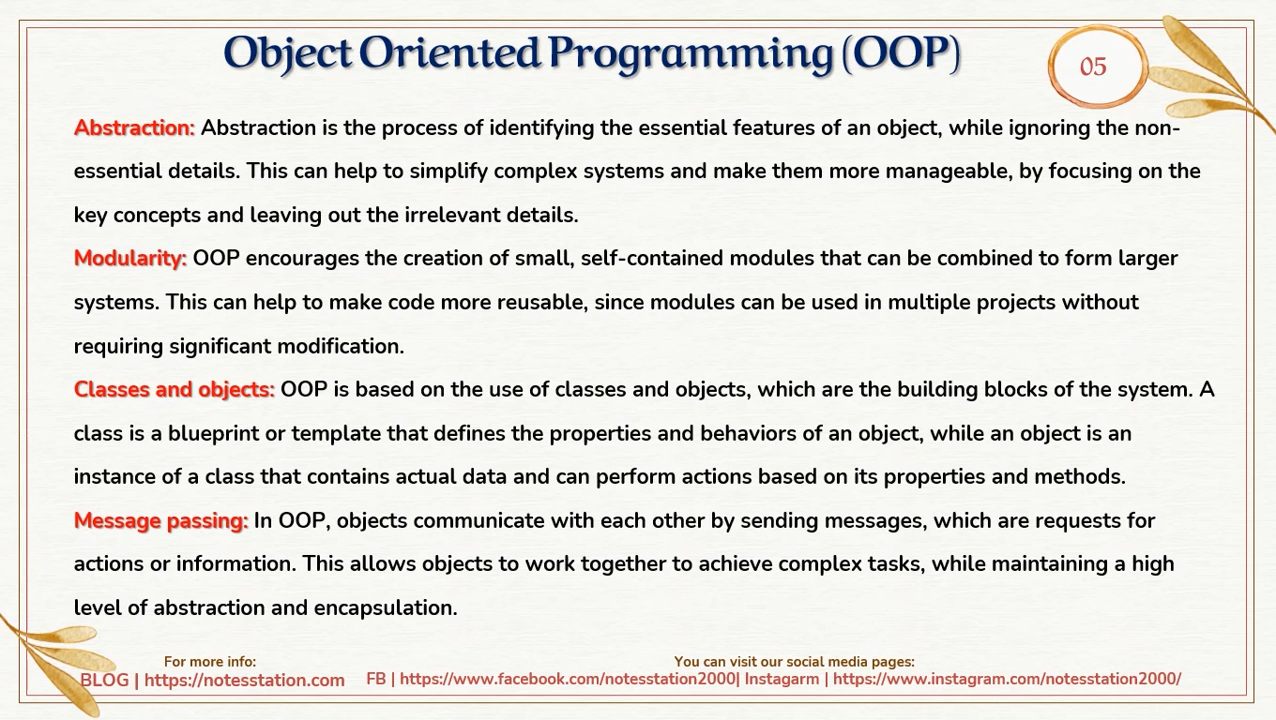 Object Oriented Programming (OOP)
05
Abstraction: Abstraction is the process of identifying the essential features of an object, while ignoring the non-
essential details. This can help to simplify complex systems and make them more manageable, by focusing on the
key concepts and leaving out the irrelevant details.
Modularity: OOP encourages the creation of small, self-contained modules that can be combined to form larger
systems. This can help to make code more reusable, since modules can be used in multiple projects without
requiring significant modification.
Classes and objects: OOP is based on the use of classes and objects, which are the building blocks of the system. A
class is a blueprint or template that defines the properties and behaviors of an object, while an object is an
instance of a class that contains actual data and can perform actions based on its properties and methods.
Message passing: In OOP, objects communicate with each other by sending messages, which are requests for
actions or information. This allows objects to work together to achieve complex tasks, while maintaining a high
level of abstraction and encapsulation.
For more info:
BLOG | https://notesstation.com
You can visit our social media pages:
FB | https://www.facebook.com/notesstation2000| Instagarm | https://www.instagram.com/notesstation2000/